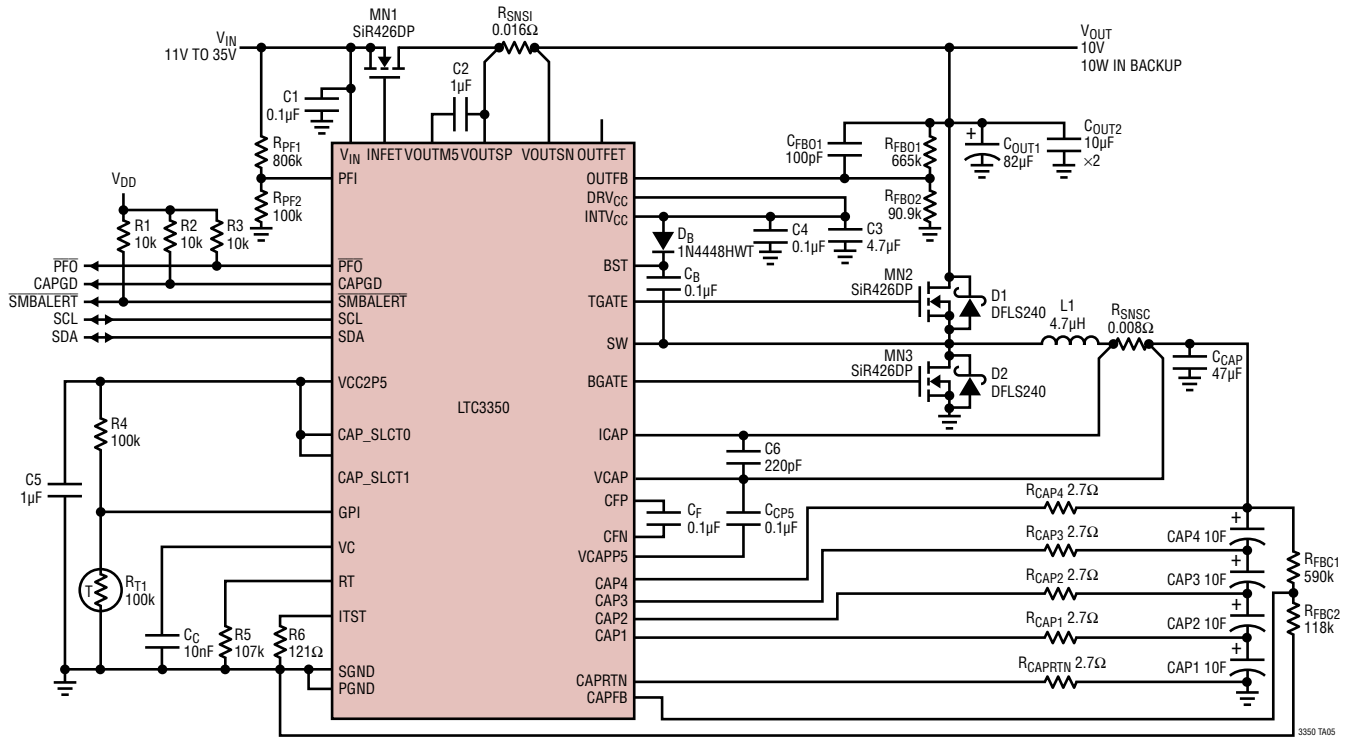 VIN
11V TO 35V
MN1
SiR426DP
RSNSI
0.016Ω
VOUT
10V
10W IN BACKUP
C1
0.1µF
C2
1µF
RPF1
806k
RPF2
100k
VIN INFET VOUTM5 VOUTSP VOUTSN OUTFET
CFBO1
100pF
RFBO1
665k
+
COUT1
82µF
COUT2
10µF
×2
PFI
OUTFB
DRVCC
INTVCC
RFBO2
90.9k
VDD
R1
10k
R2
10k
R3
10k
DB
1N4448HWT
C4
0.1µF
C3
4.7µF
PFO
CAPGD
SMBALERT
SCL
SDA
PFO
CAPGD
SMBALERT
SCL
SDA
BST
TGATE
SW
BGATE
CB
0.1µF
MN2
SiR426DP
D1
DFLS240
L1
4.7µH
RSNSC
0.008Ω
CCAP
47µF
MN3
SiR426DP
D2
DFLS240
VCC2P5
LTC3350
CAP_SLCT0
CAP_SLCT1
GPI
VC
RT
ITST
SGND
PGND
R4
100k
C5
1µF
T
RT1
100k
CC
10nF
R5
107k
R6
121Ω
ICAP
VCAP
CFP
CFN
VCAPP5
CAP4
CAP3
CAP2
CAP1
CAPRTN
CAPFB
C6
220pF
CF
0.1µF
CCP5
0.1µF
RCAP4 2.7Ω
RCAP3 2.7Ω
RCAP2 2.7Ω
RCAP1 2.7Ω
RCAPRTN 2.7Ω
+
CAP4 10F
+
CAP3 10F
+
CAP2 10F
+
CAP1 10F
RFBC1
590k
RFBC2
118k
3350 TA05